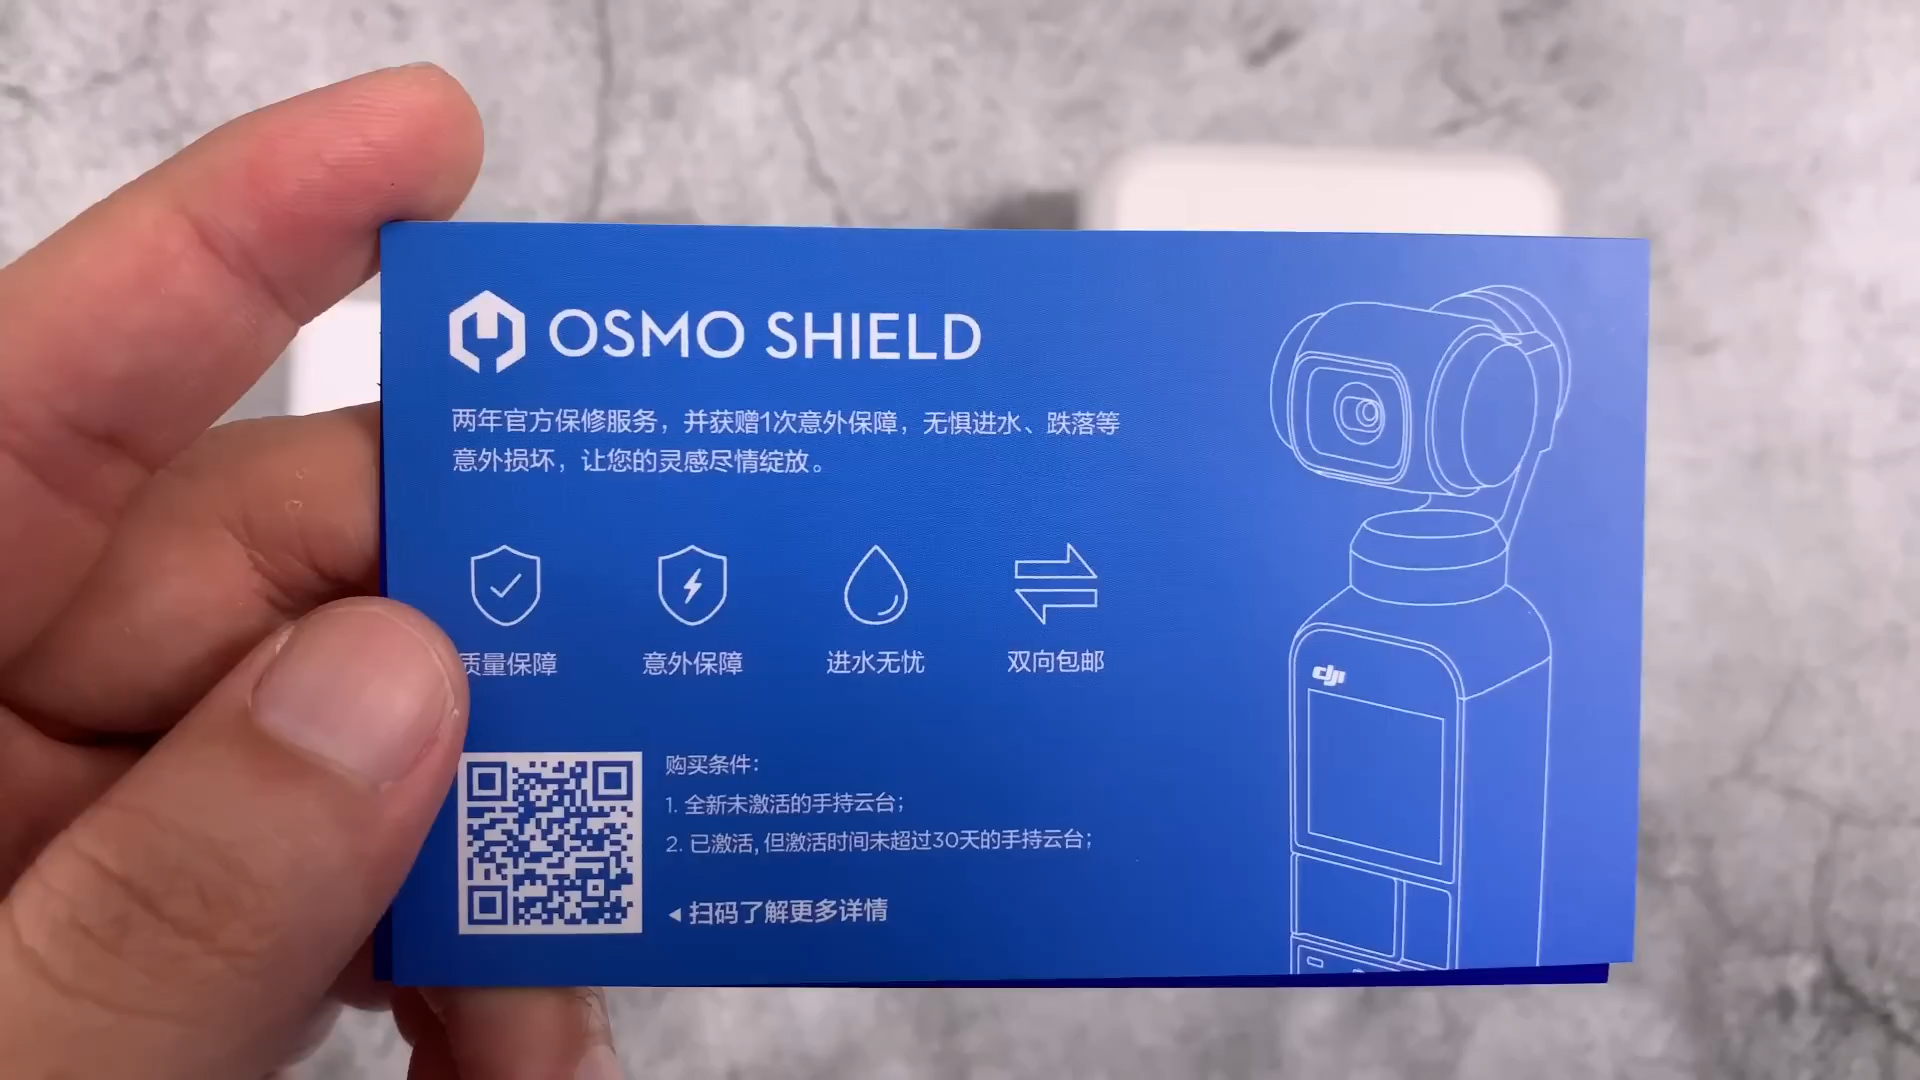 OSMO SHIELD
两年官方保修服务，并获赠1次意外保障，无惧进水、跌落等
意外损坏，让您的灵感尽情绽放。
质量保障
意外保障
进水无忧
双向包邮
dji
购买条件：
1. 全新未激活的手持云台；
2. 已激活, 但激活时间未超过30天的手持云台；
◂ 扫码了解更多详情